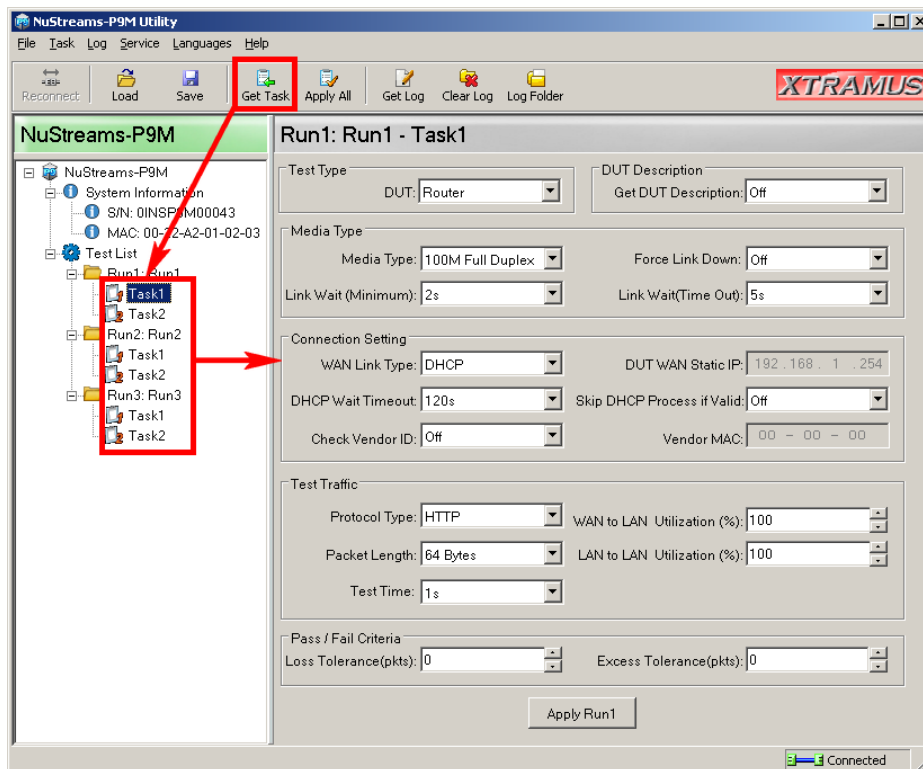 NuStreams-P9M Utility
File Task Log Service Languages Help
Reconnect Load Save Get Task Apply All Get Log Clear Log Log Folder
XTRAMUS
NuStreams-P9M
NuStreams-P9M
System Information
S/N: 0INSP9M00043
MAC: 00-22-A2-01-02-03
Test List
Run1: Run1
Task1
Task2
Run2: Run2
Task1
Task2
Run3: Run3
Task1
Task2
Run1: Run1 - Task1
Test Type
DUT: Router
DUT Description
Get DUT Description: Off
Media Type
Media Type: 100M Full Duplex
Force Link Down: Off
Link Wait (Minimum): 2s
Link Wait(Time Out): 5s
Connection Setting
WAN Link Type: DHCP
DUT WAN Static IP: 192 . 168 . 1 . 254
DHCP Wait Timeout: 120s
Skip DHCP Process if Valid: Off
Check Vendor ID: Off
Vendor MAC: 00 - 00 - 00
Test Traffic
Protocol Type: HTTP
WAN to LAN Utilization (%): 100
Packet Length: 64 Bytes
LAN to LAN Utilization (%): 100
Test Time: 1s
Pass / Fail Criteria
Loss Tolerance(pkts): 0
Excess Tolerance(pkts): 0
Apply Run1
Connected